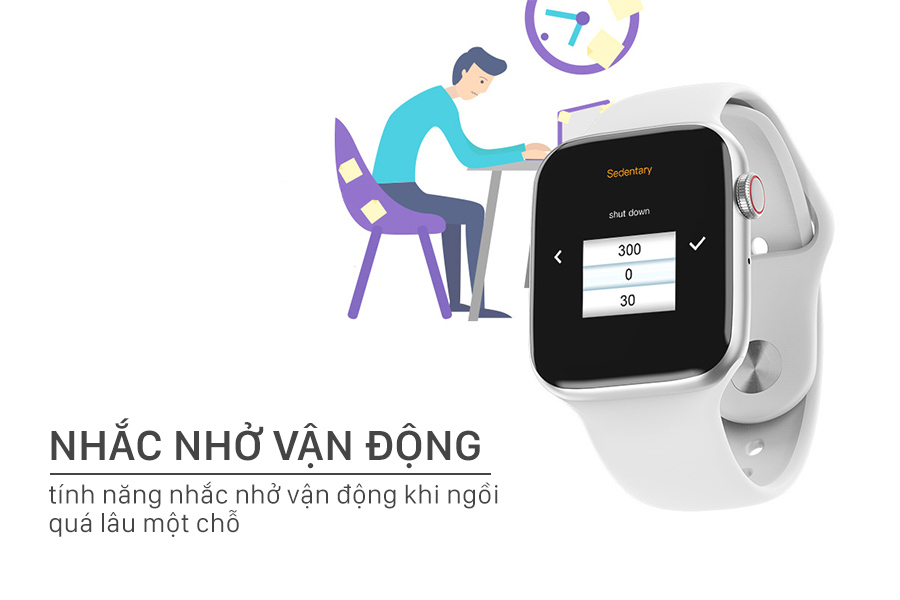 Sedentary
shut down
300
0
30
NHẮC NHỞ VẬN ĐỘNG
tính năng nhắc nhở vận động khi ngồi
quá lâu một chỗ